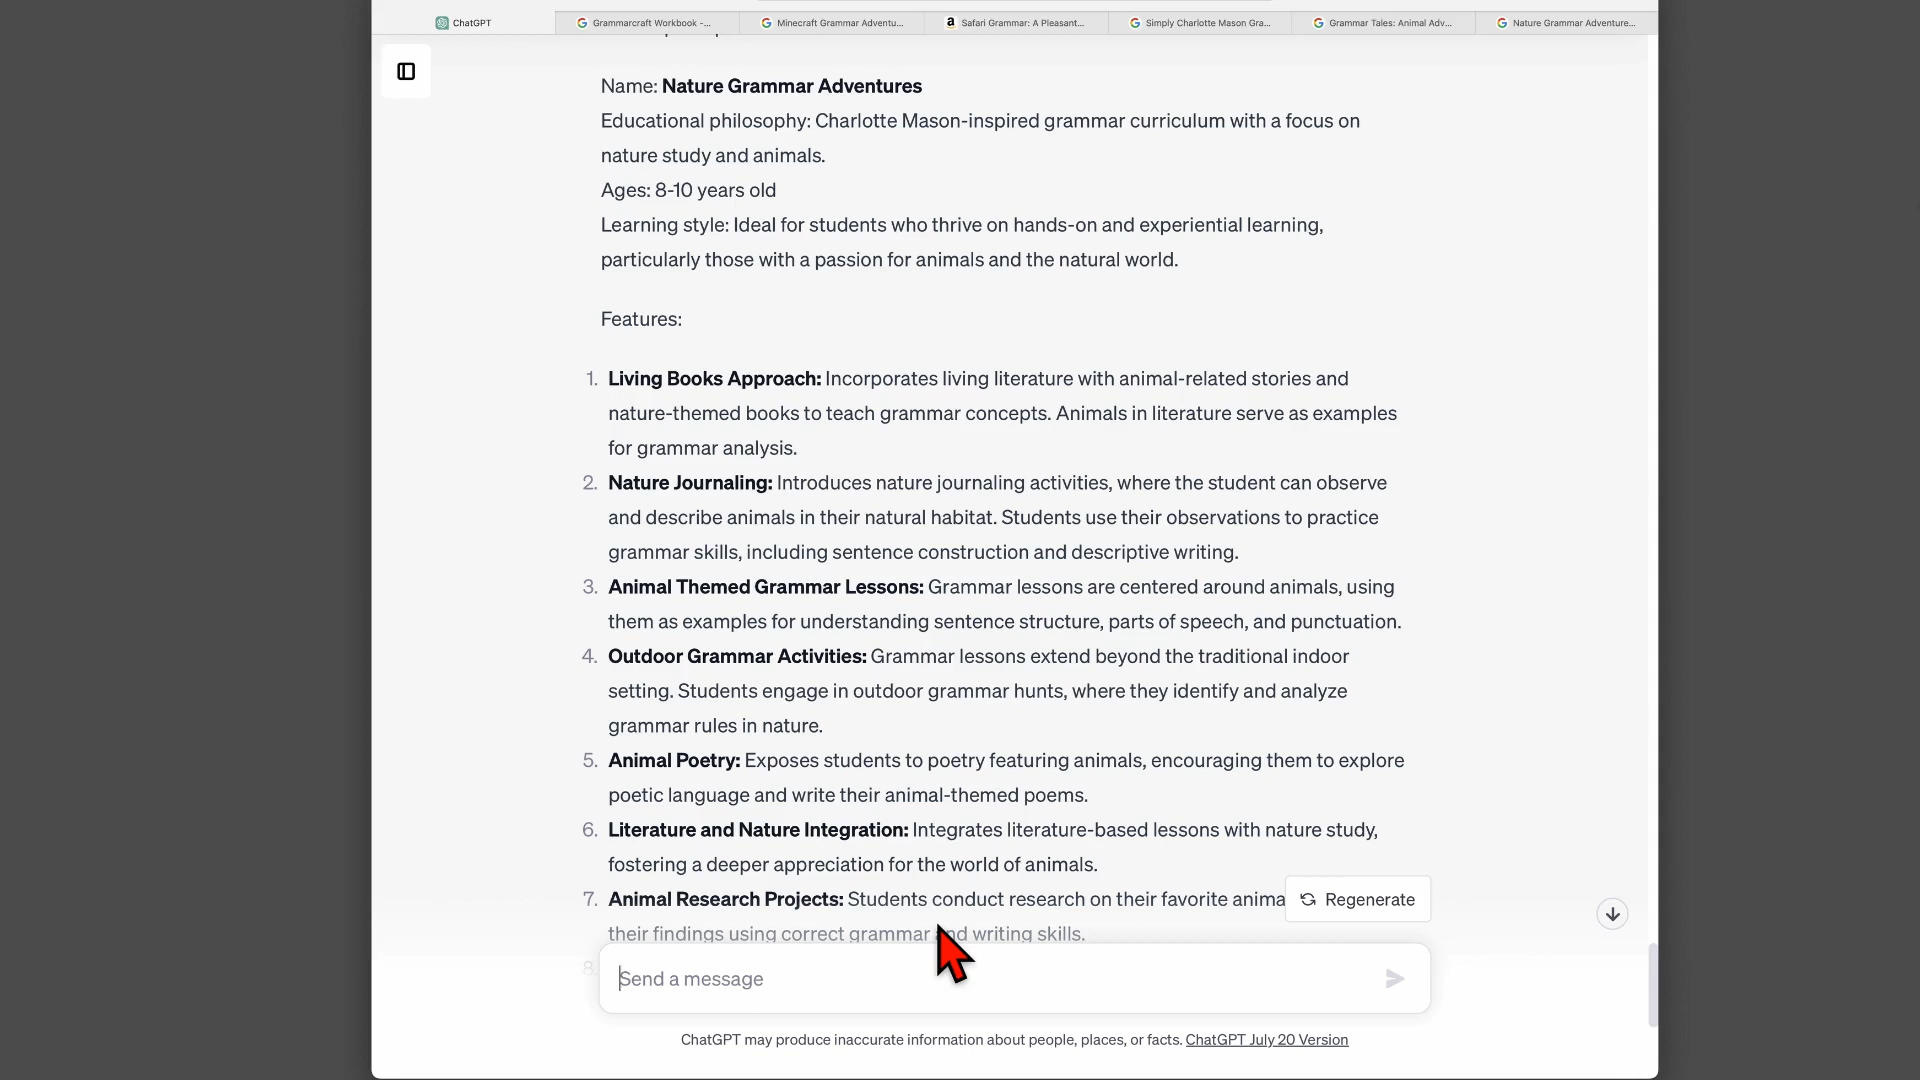 ChatGPT
Grammarcraft Workbook -...
Minecraft Grammar Adventu...
Safari Grammar: A Pleasant...
Simply Charlotte Mason Gra...
Grammar Tales: Animal Adv...
Nature Grammar Adventure...
Name: Nature Grammar Adventures
Educational philosophy: Charlotte Mason-inspired grammar curriculum with a focus on
nature study and animals.
Ages: 8-10 years old
Learning style: Ideal for students who thrive on hands-on and experiential learning,
particularly those with a passion for animals and the natural world.
Features:
1. Living Books Approach: Incorporates living literature with animal-related stories and
nature-themed books to teach grammar concepts. Animals in literature serve as examples
for grammar analysis.
2. Nature Journaling: Introduces nature journaling activities, where the student can observe
and describe animals in their natural habitat. Students use their observations to practice
grammar skills, including sentence construction and descriptive writing.
3. Animal Themed Grammar Lessons: Grammar lessons are centered around animals, using
them as examples for understanding sentence structure, parts of speech, and punctuation.
4. Outdoor Grammar Activities: Grammar lessons extend beyond the traditional indoor
setting. Students engage in outdoor grammar hunts, where they identify and analyze
grammar rules in nature.
5. Animal Poetry: Exposes students to poetry featuring animals, encouraging them to explore
poetic language and write their animal-themed poems.
6. Literature and Nature Integration: Integrates literature-based lessons with nature study,
fostering a deeper appreciation for the world of animals.
7. Animal Research Projects: Students conduct research on their favorite anima
Regenerate
their findings using correct grammar and writing skills.
8.
Send a message
ChatGPT may produce inaccurate information about people, places, or facts. ChatGPT July 20 Version